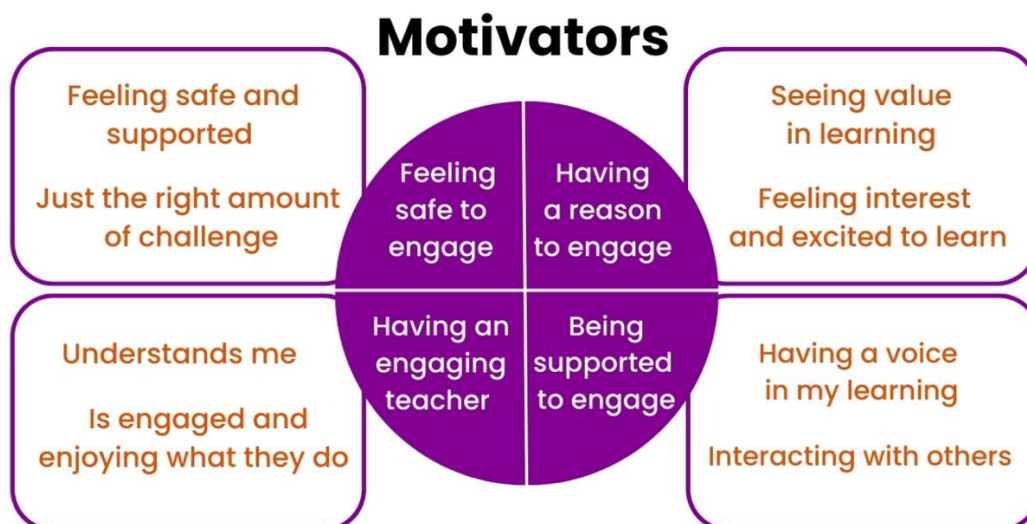 Motivators
Feeling safe and
supported
Just the right amount
of challenge
Feeling
safe to
engage
Having
a reason
to engage
Seeing value
in learning
Feeling interest
and excited to learn
Understands me
Is engaged and
enjoying what they do
Having an
engaging
teacher
Being
supported
to engage
Having a voice
in my learning
Interacting with others